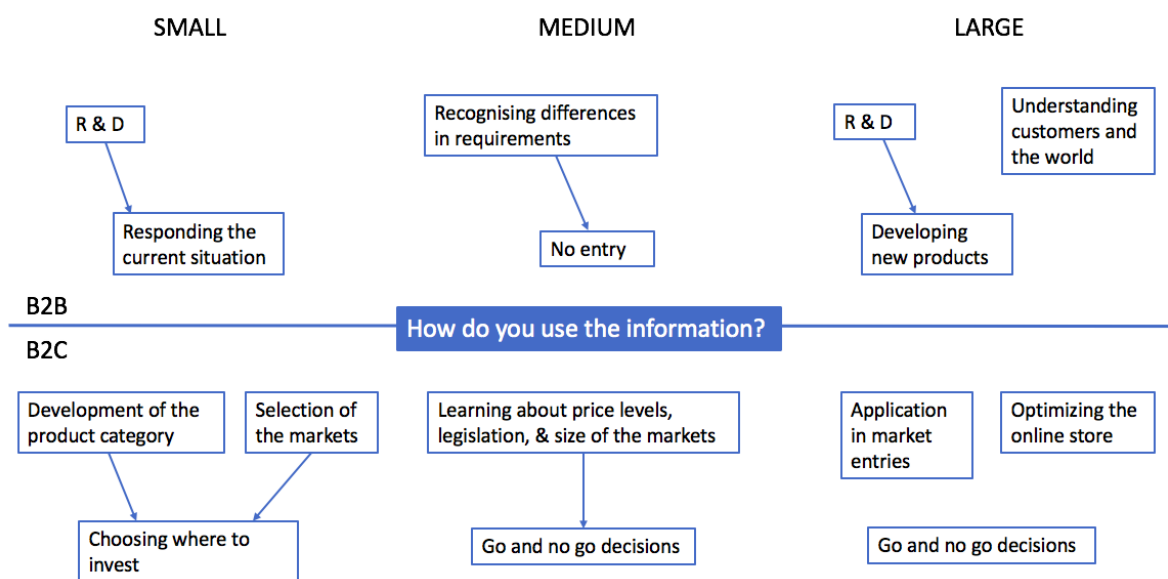 SMALL
MEDIUM
LARGE
R & D
Responding the
current situation
Recognising differences
in requirements
No entry
R & D
Developing
new products
Understanding
customers and
the world
B2B
How do you use the information?
B2C
Development of the
product category
Selection of
the markets
Choosing where to
invest
Learning about price levels,
legislation, & size of the markets
Go and no go decisions
Application
in market
entries
Optimizing the
online store
Go and no go decisions